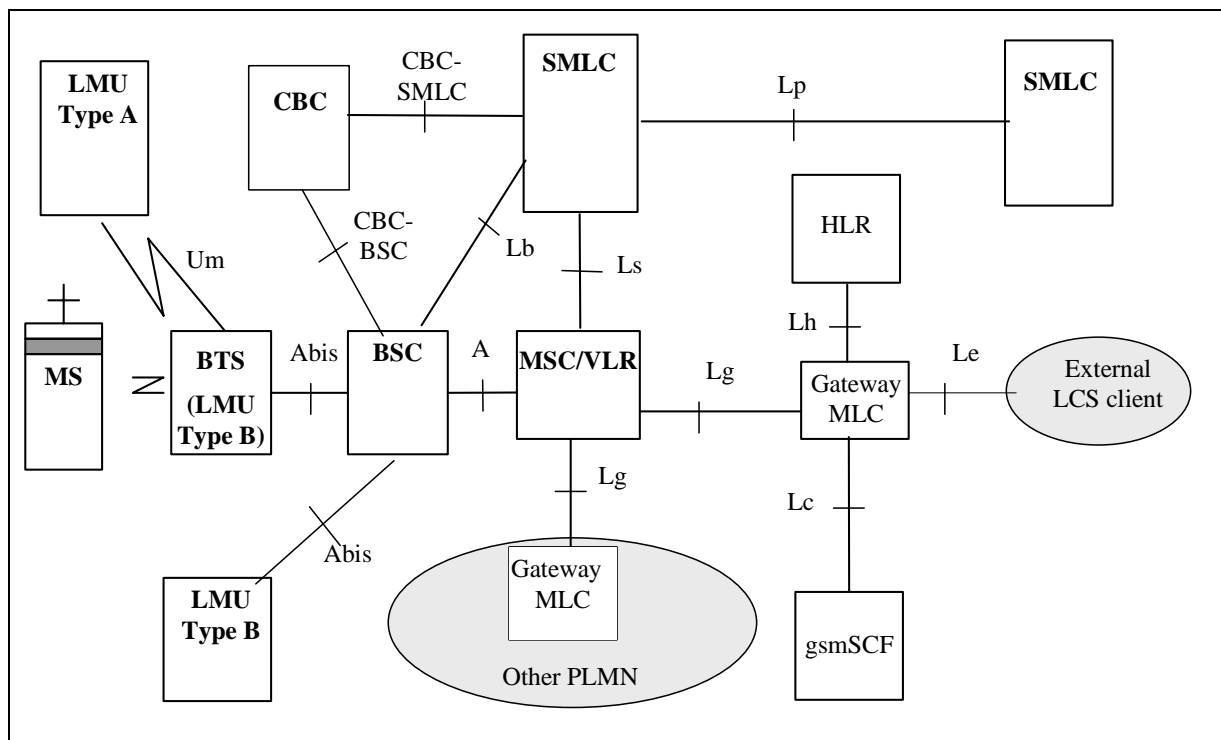 LMU
Type A
CBC
CBC-
SMLC
SMLC
Lp
SMLC
HLR
Um
CBC-
BSC
Lb
Ls
Lh
MS
BTS
(LMU
Type B)
Abis
BSC
A
MSC/VLR
Lg
Gateway
MLC
Le
External
LCS client
Lg
Lc
Abis
LMU
Type B
Gateway
MLC
Other PLMN
gsmSCF